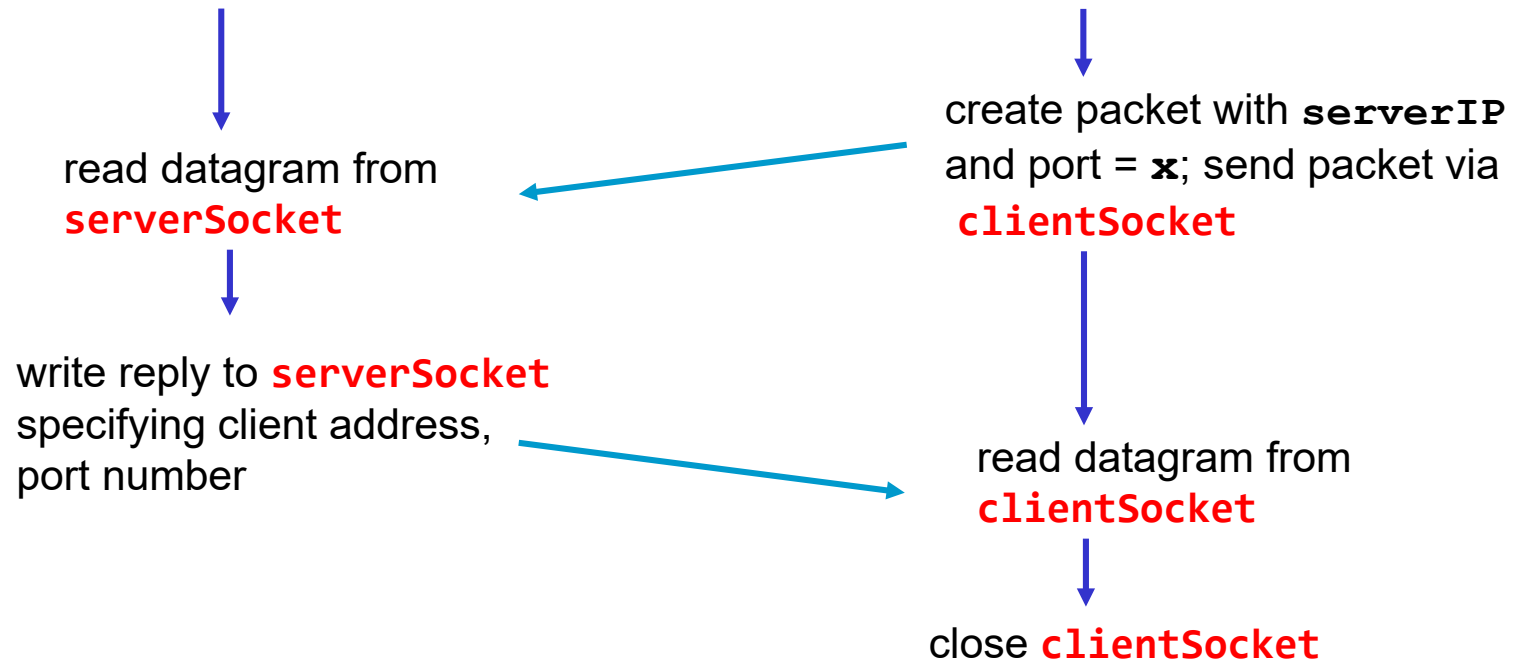 read datagram from
serverSocket
write reply to serverSocket
specifying client address,
port number
create packet with serverIP
and port = x; send packet via
clientSocket
read datagram from
clientSocket
close clientSocket